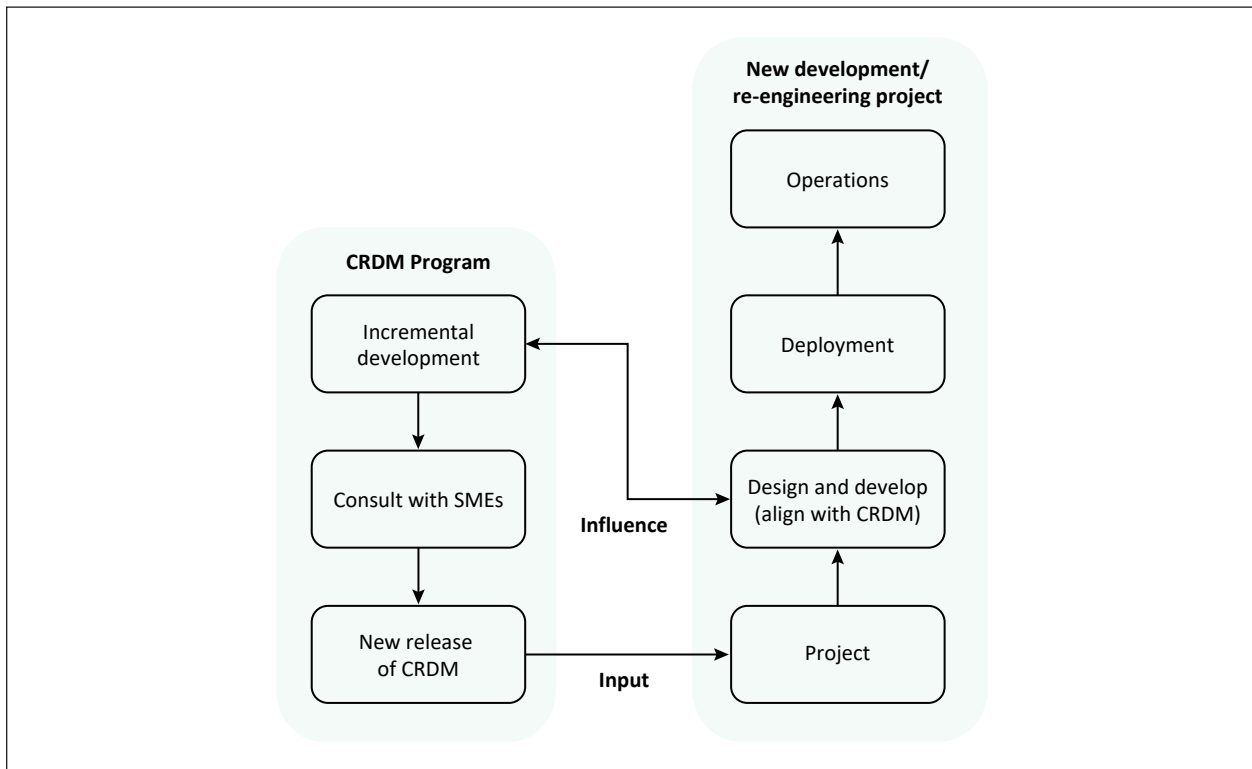 CRDM Program
Incremental
development
Consult with SMEs
New release
of CRDM
Influence
Input
New development/
re-engineering project
Operations
Deployment
Design and develop
(align with CRDM)
Project